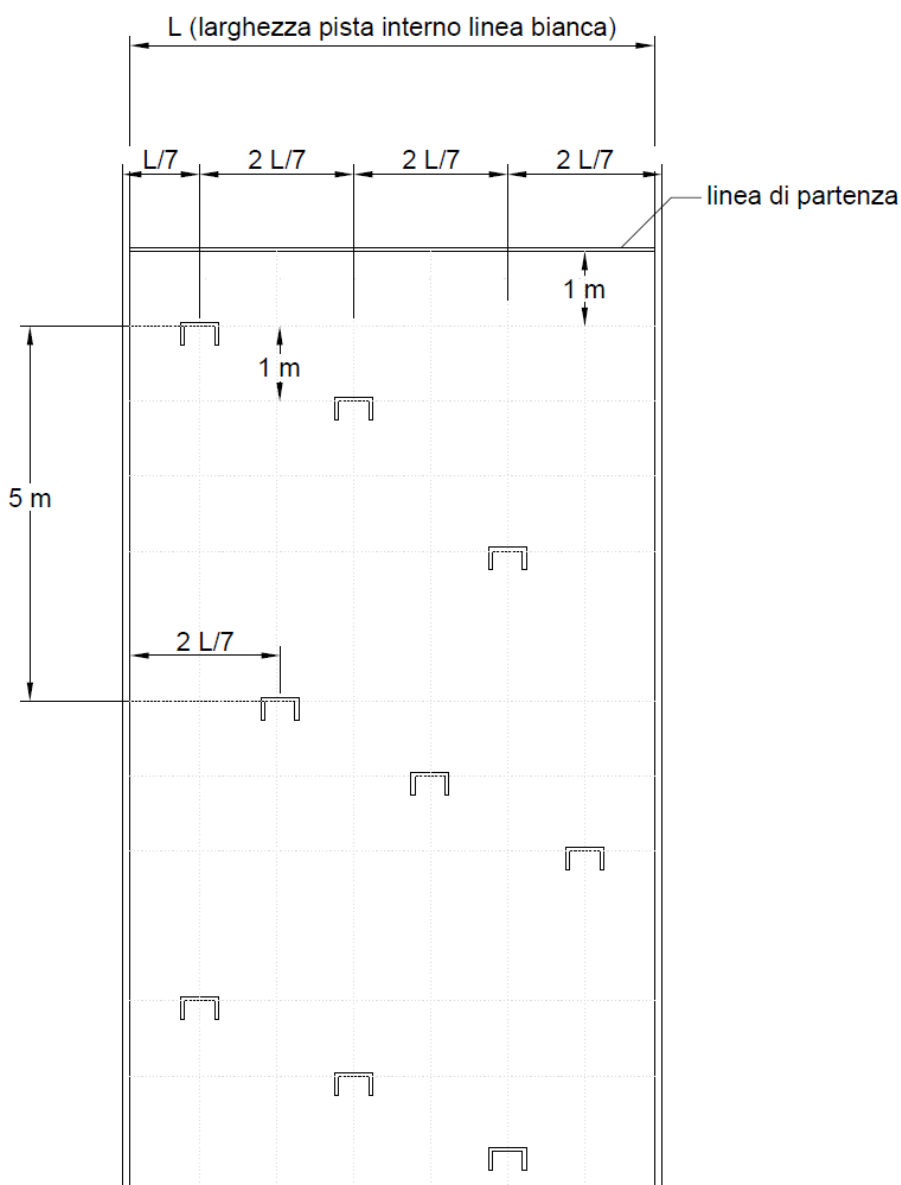 L (larghezza pista interno linea bianca)
L/7
2 L/7
2 L/7
2 L/7
linea di partenza
1 m
1 m
5 m
2 L/7